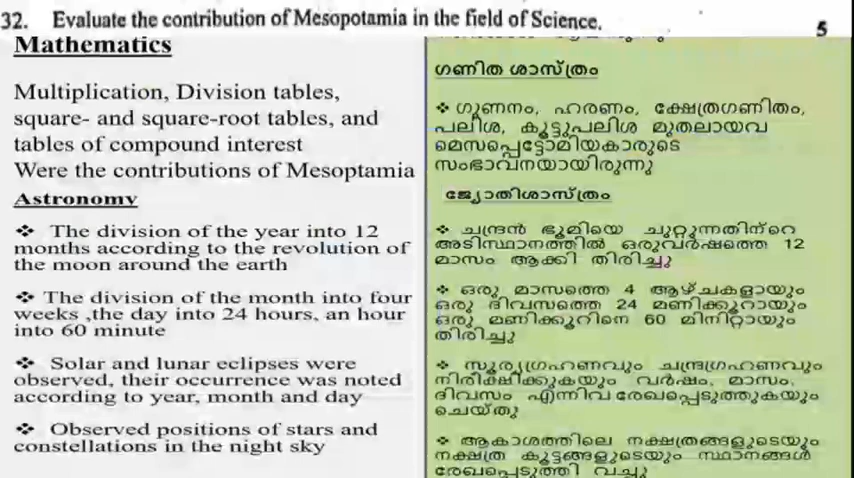 32. Evaluate the contribution of Mesopotamia in the field of Science.
5
Mathematics
Multiplication, Division tables,
square- and square-root tables, and
tables of compound interest
Were the contributions of Mesoptamia
Astronomy
❖ The division of the year into 12
months according to the revolution of
the moon around the earth
❖ The division of the month into four
weeks ,the day into 24 hours, an hour
into 60 minute
❖ Solar and lunar eclipses were
observed, their occurrence was noted
according to year, month and day
❖ Observed positions of stars and
constellations in the night sky
ഗണിത ശാസ്ത്രം
❖ ഗുണനം, ഹരണം, ക്ഷേത്രഗണിതം,
പലിശ, കൂട്ടുപലിശ മുതലായവ
മെസപ്പെട്ടോമിയകാരുടെ
സംഭാവനയായിരുന്നു
ജ്യോതിശാസ്ത്രം
❖ ചന്ദ്രൻ ഭൂമിയെ ചുറ്റുന്നതിന്റെ
അടിസ്ഥാനത്തിൽ ഒരുവർഷത്തെ 12
മാസം ആക്കി തിരിച്ചു
❖ ഒരു മാസത്തെ 4 ആഴ്ചകളായും
ഒരു ദിവസത്തെ 24 മണിക്കൂറായും
ഒരു മണിക്കൂറിനെ 60 മിനിറ്റായും
തിരിച്ചു
❖ സൂര്യഗ്രഹണവും ചന്ദ്രഗ്രഹണവും
നിരീക്ഷിക്കുകയും വർഷം, മാസം,
ദിവസം എന്നിവ രേഖപ്പെടുത്തുകയും
ചെയ്തു
❖ ആകാശത്തിലെ നക്ഷത്രങ്ങളുടെയും
നക്ഷത്ര കൂട്ടങ്ങളുടെയും സ്ഥാനങ്ങൾ
രേഖപ്പെടുത്തി വച്ചു